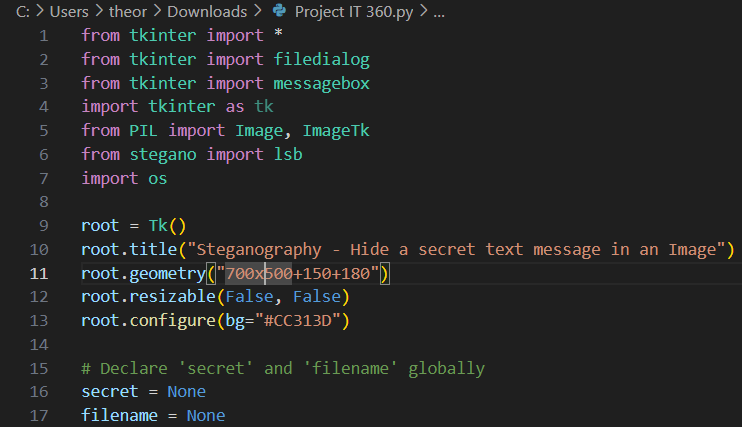 C: > Users > theor > Downloads > Project IT 360.py > ...
1 from tkinter import *
2 from tkinter import filedialog
3 from tkinter import messagebox
4 import tkinter as tk
5 from PIL import Image, ImageTk
6 from stegano import lsb
7 import os
8
9 root = Tk()
10 root.title("Steganography - Hide a secret text message in an Image")
11 root.geometry("700x500+150+180")
12 root.resizable(False, False)
13 root.configure(bg="#CC313D")
14
15 # Declare 'secret' and 'filename' globally
16 secret = None
17 filename = None